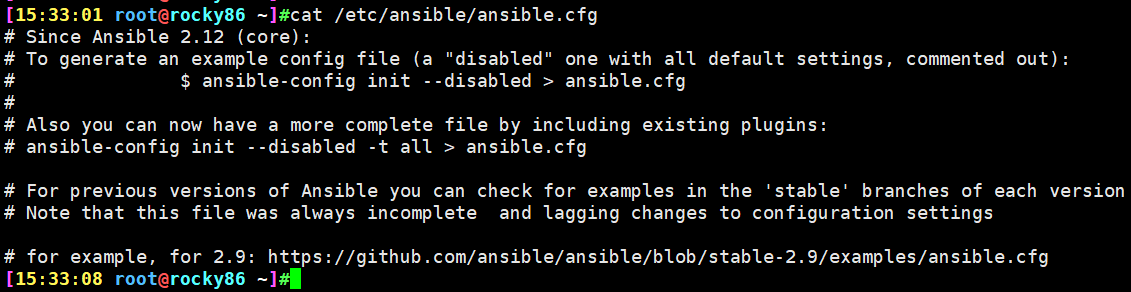 [15:33:01 root@rocky86 ~]#cat /etc/ansible/ansible.cfg
# Since Ansible 2.12 (core):
# To generate an example config file (a "disabled" one with all default settings, commented out):
#               $ ansible-config init --disabled > ansible.cfg
#
# Also you can now have a more complete file by including existing plugins:
# ansible-config init --disabled -t all > ansible.cfg

# For previous versions of Ansible you can check for examples in the 'stable' branches of each version
# Note that this file was always incomplete  and lagging changes to configuration settings

# for example, for 2.9: https://github.com/ansible/ansible/blob/stable-2.9/examples/ansible.cfg
[15:33:08 root@rocky86 ~]#